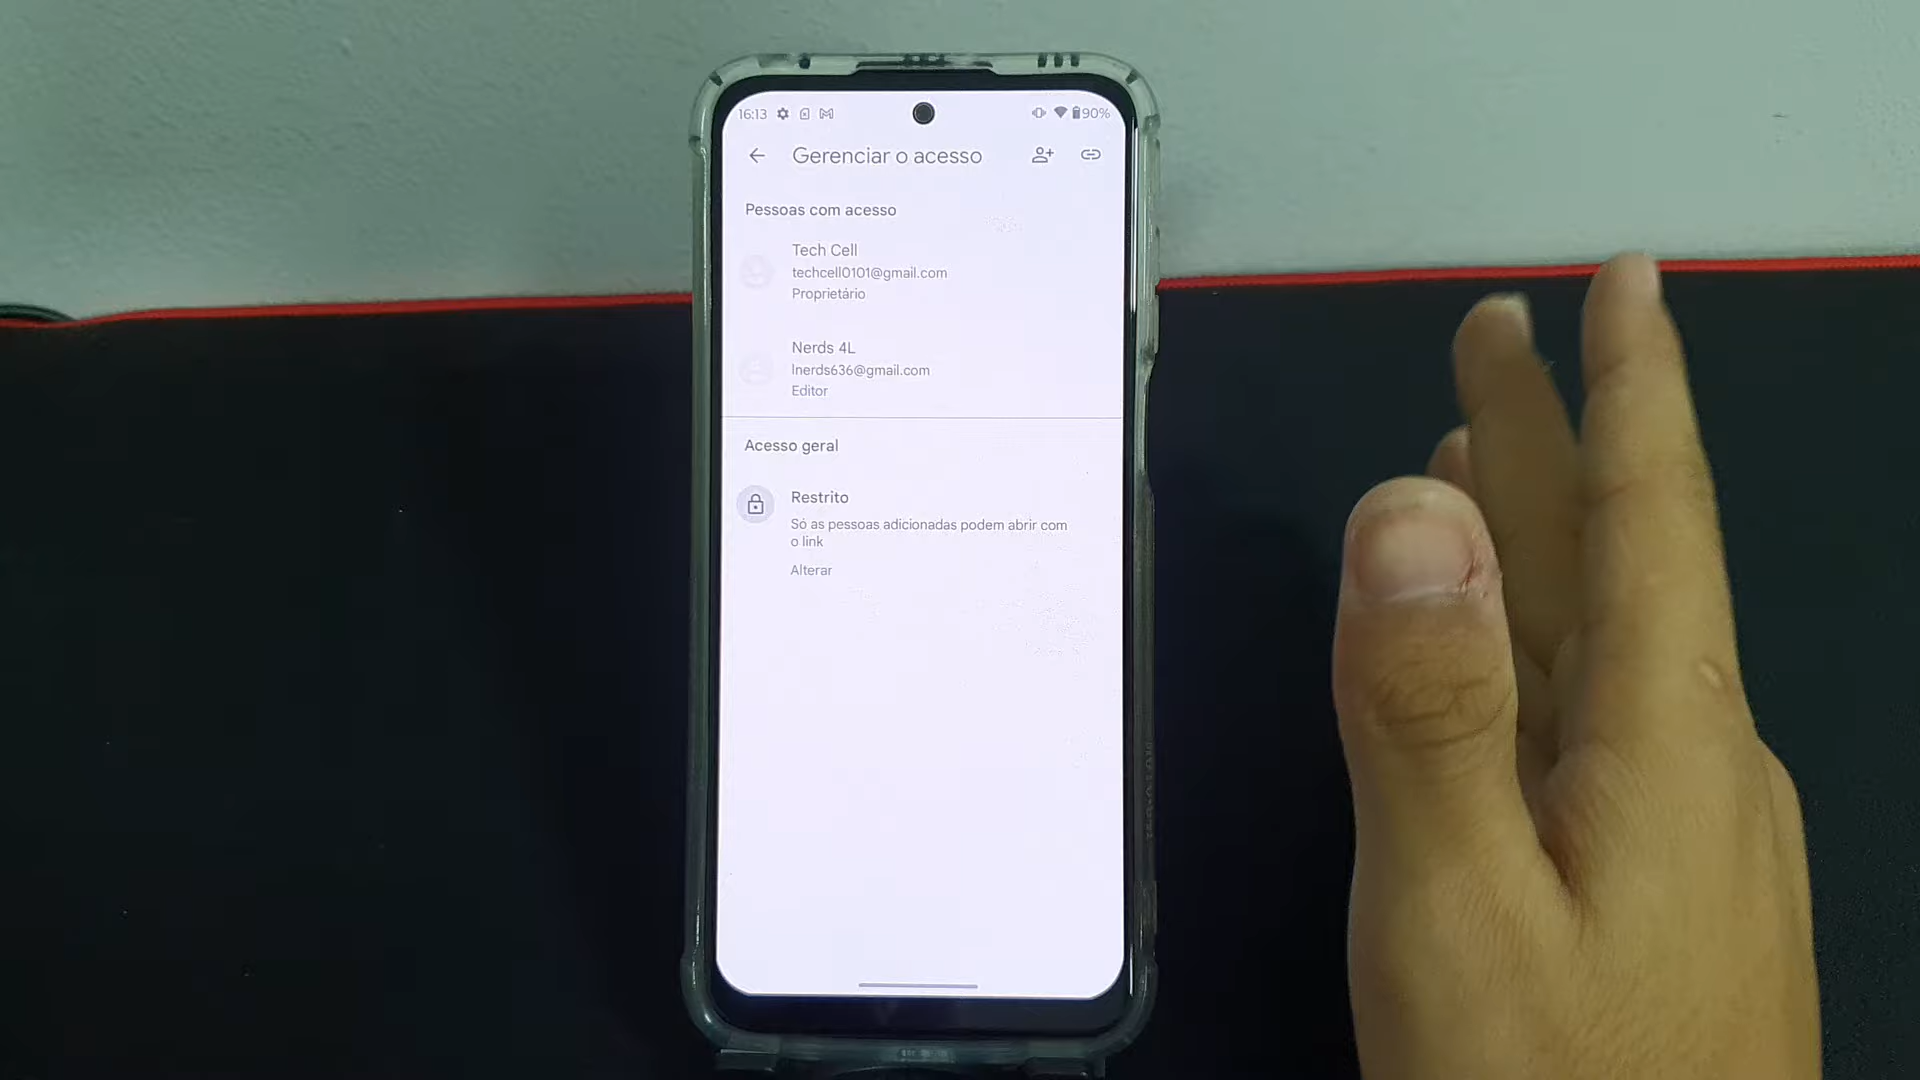 16:13 90%
Gerenciar o acesso
Pessoas com acesso
Tech Cell
techcell0101@gmail.com
Proprietário
Nerds 4L
lnerds636@gmail.com
Editor
Acesso geral
Restrito
Só as pessoas adicionadas podem abrir com
o link
Alterar